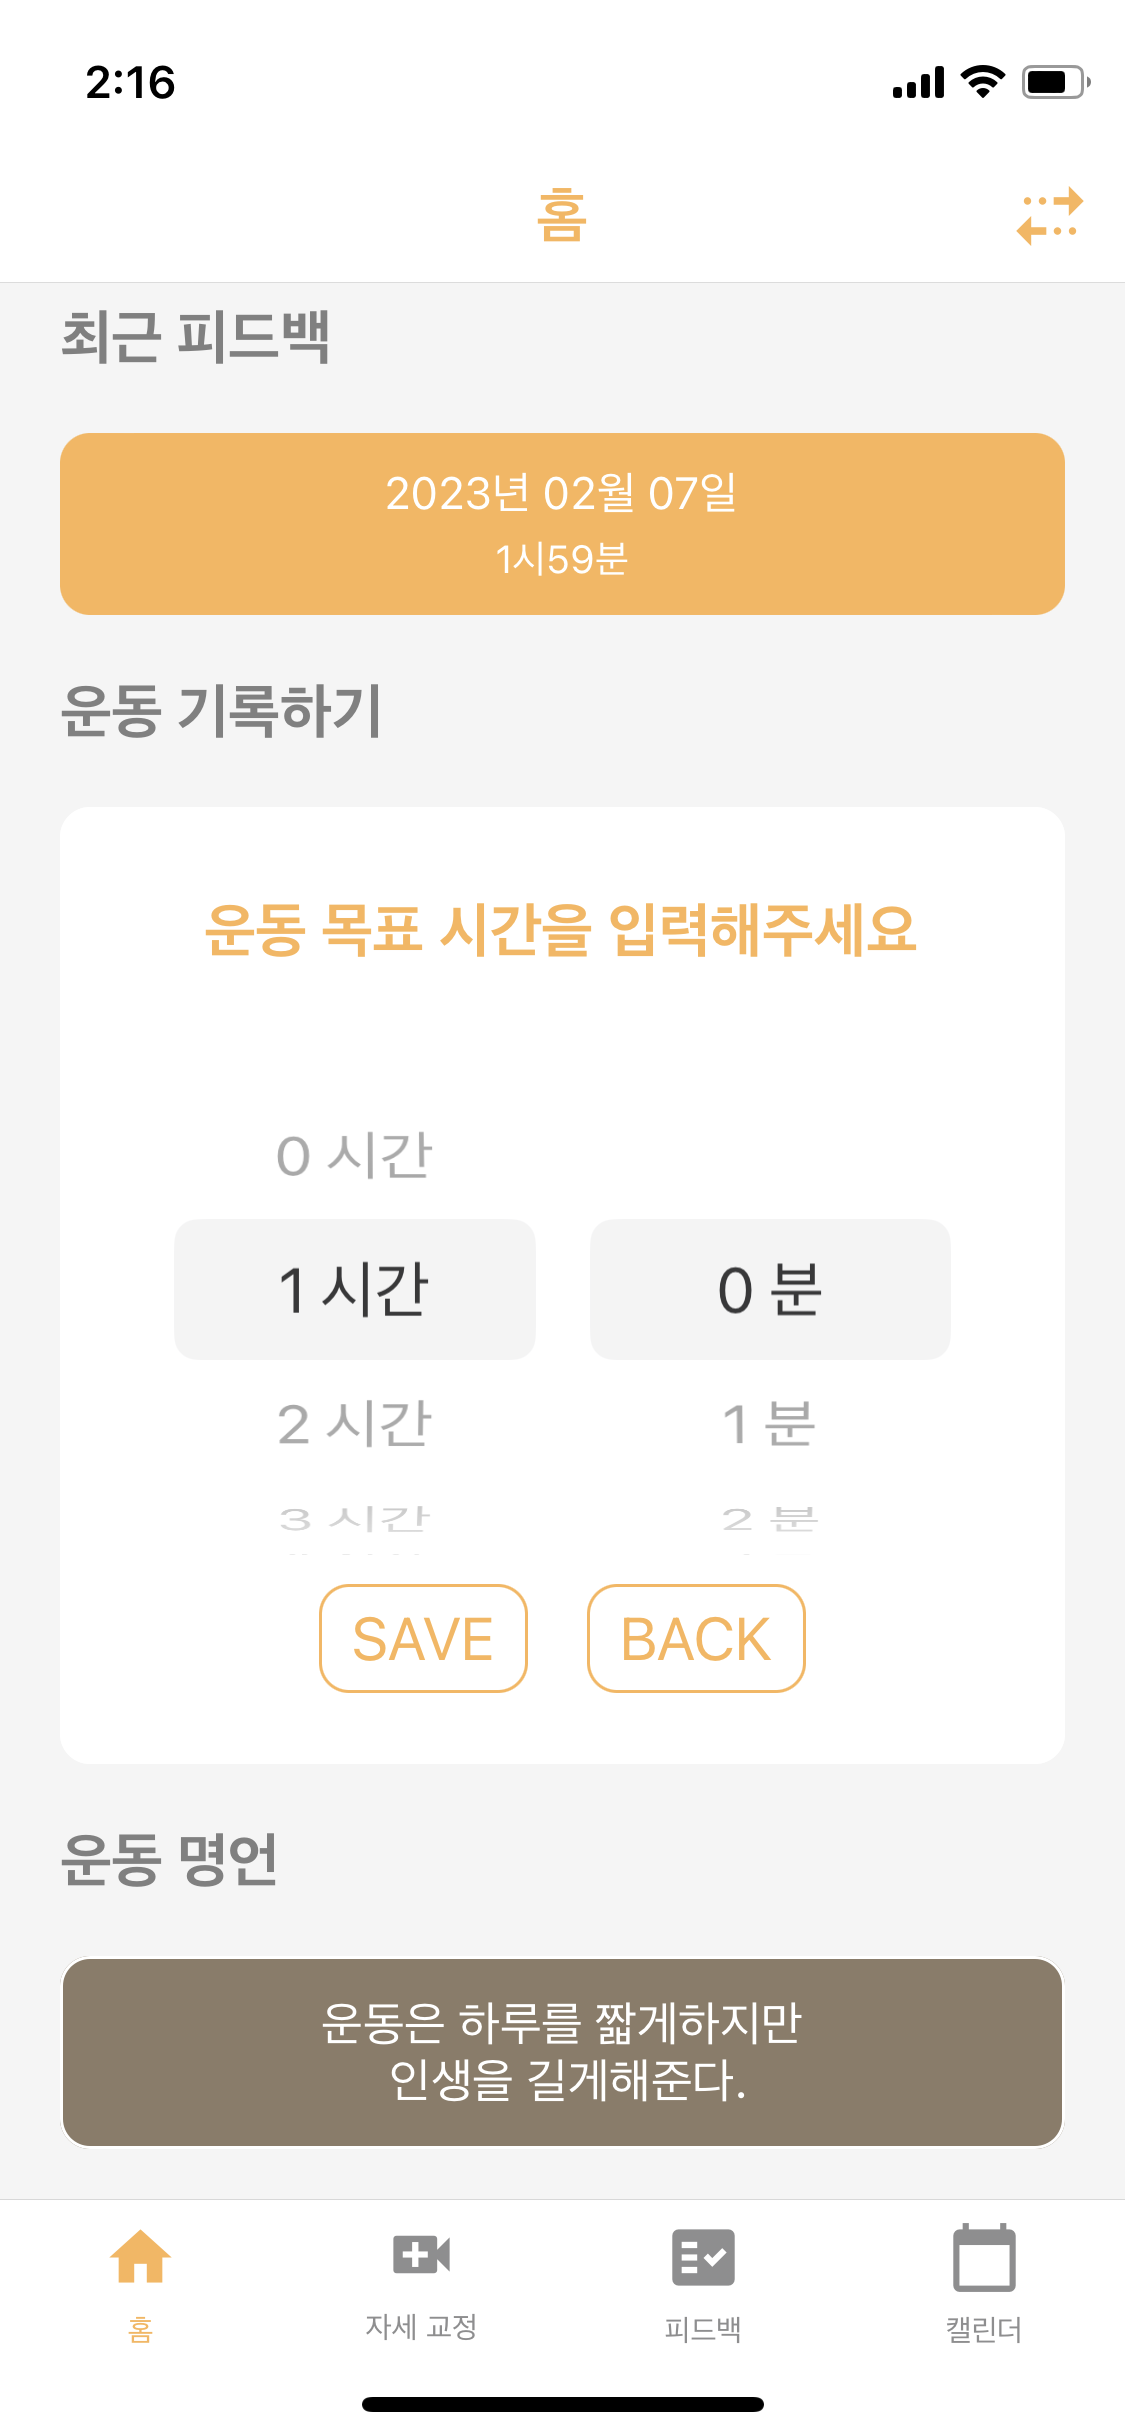 2:16
홈
최근 피드백
2023년 02월 07일
1시59분
운동 기록하기
운동 목표 시간을 입력해주세요
0 시간
1 시간
0 분
2 시간
1 분
3 시간
2 분
SAVE
BACK
운동 명언
운동은 하루를 짧게하지만
인생을 길게해준다.
홈
자세 교정
피드백
캘린더